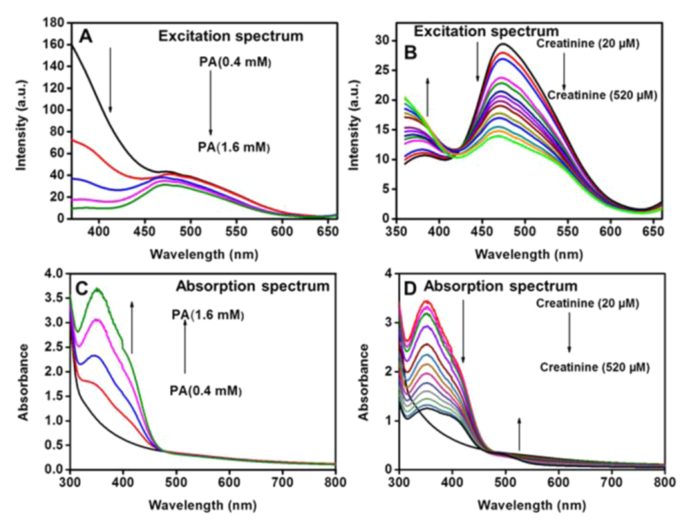 A
Excitation spectrum
PA(0.4 mM)
PA(1.6 mM)
Intensity (a.u.)
180
160
140
120
100
80
60
40
20
0
400
450
500
550
600
650
Wavelength (nm)
B
Excitation spectrum
Creatinine (20 µM)
Creatinine (520 µM)
Intensity (a.u.)
30
25
20
15
10
5
0
350
400
450
500
550
600
650
Wavelength (nm)
C
Absorption spectrum
PA(1.6 mM)
PA(0.4 mM)
Absorbance
4.0
3.5
3.0
2.5
2.0
1.5
1.0
0.5
0.0
300
400
500
600
700
800
Wavelength (nm)
D
Absorption spectrum
Creatinine (20 µM)
Creatinine (520 µM)
Absorbance
4
3
2
1
0
300
400
500
600
700
800
Wavelength (nm)